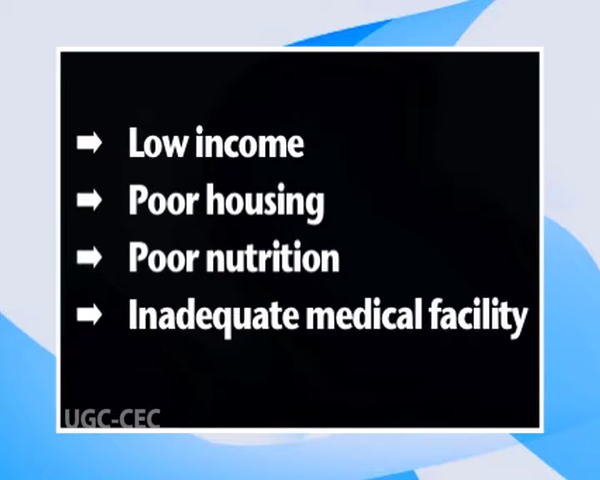 Low income
Poor housing
Poor nutrition
Inadequate medical facility
UGC-CEC